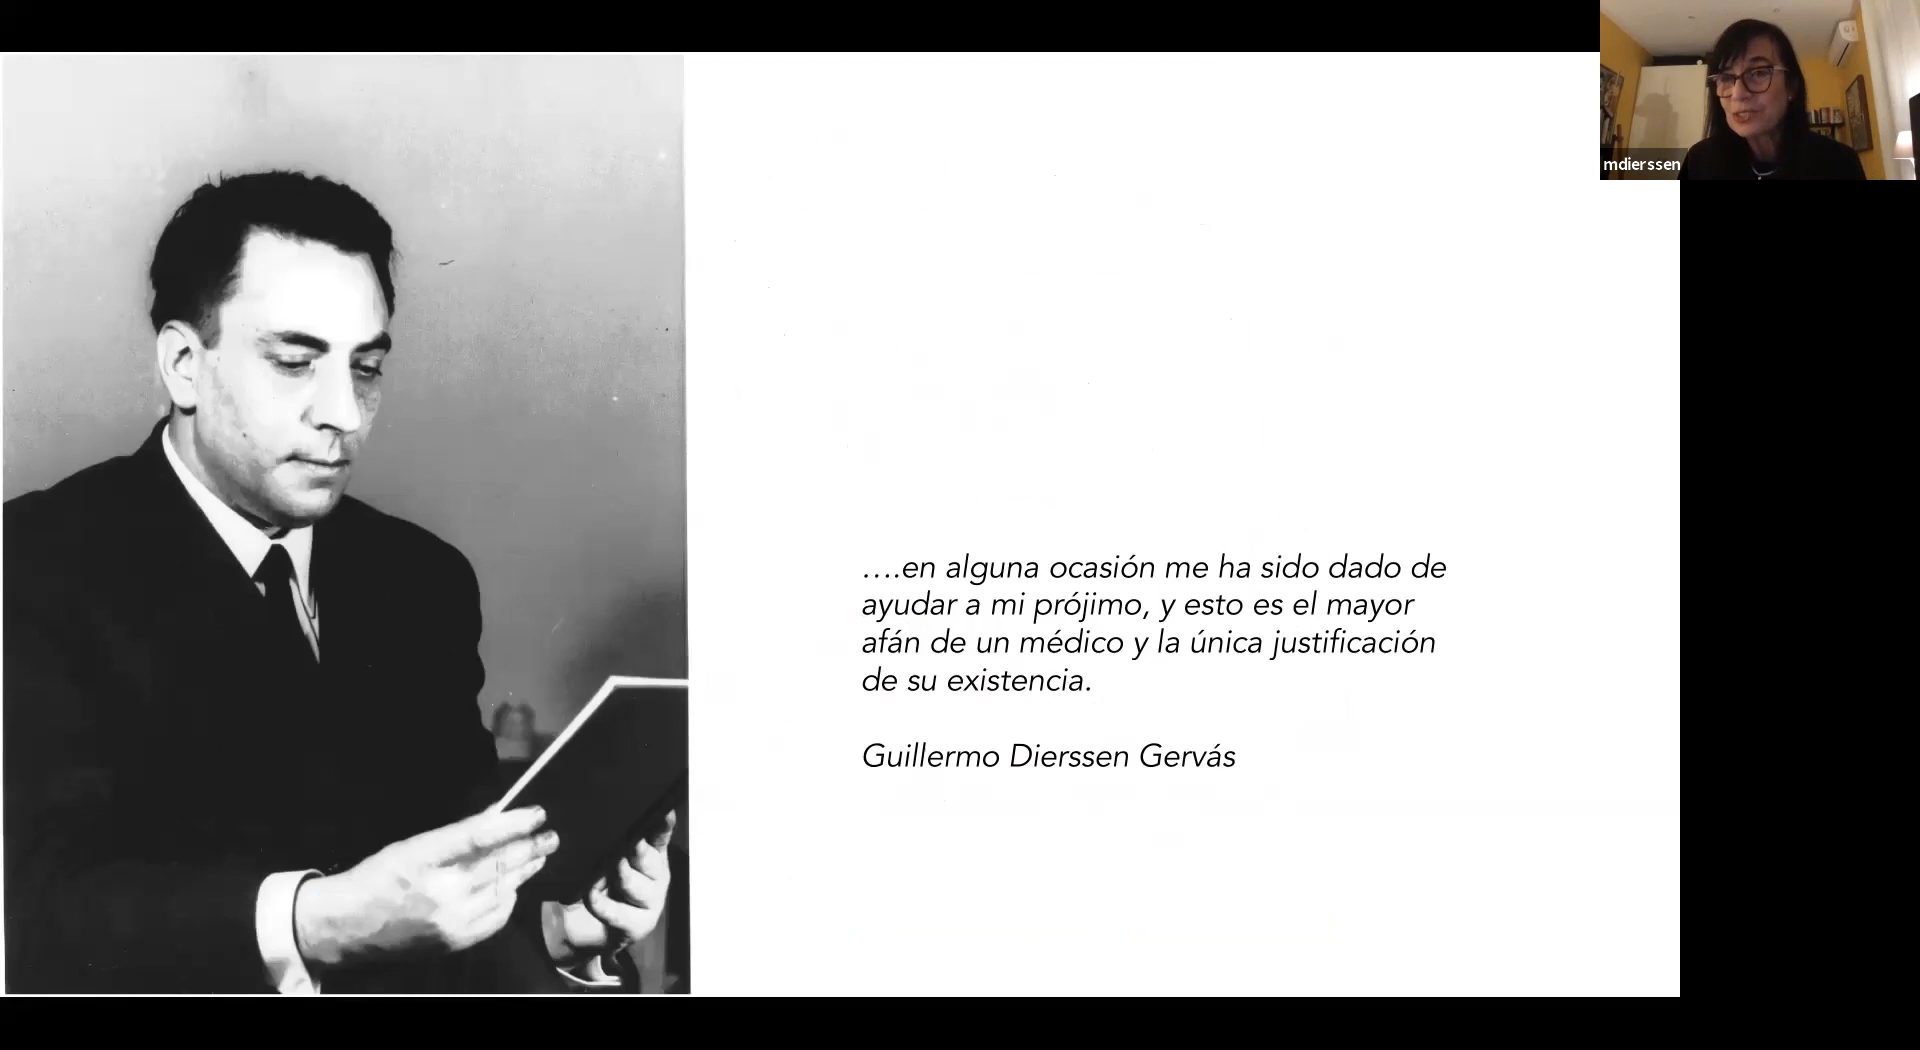 mdierssen
….en alguna ocasión me ha sido dado de
ayudar a mi prójimo, y esto es el mayor
afán de un médico y la única justificación
de su existencia.
Guillermo Dierssen Gervás